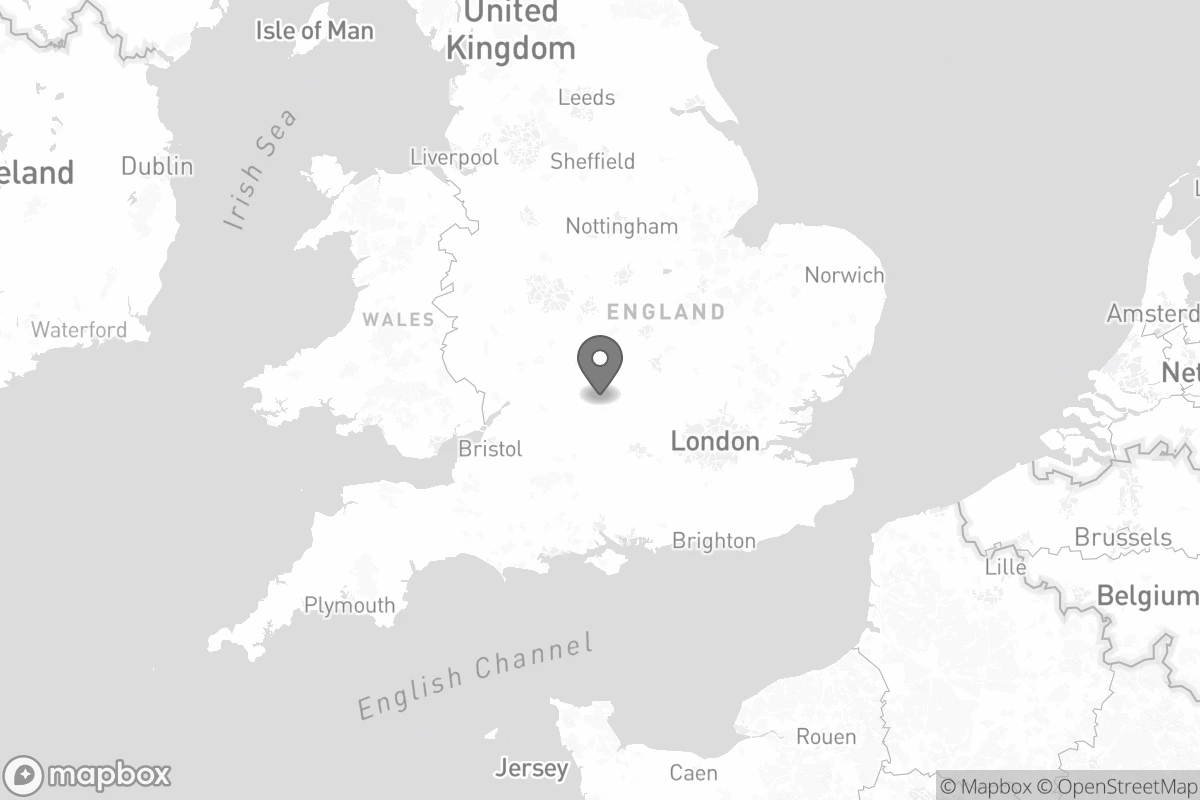 United
Kingdom
Isle of Man
Leeds
Irish Sea
Liverpool
Sheffield
eland
Dublin
L
Nottingham
Norwich
ENGLAND
WALES
Waterford
Amsterd
Net
London
Bristol
Brighton
Brussels
Lille
Belgium
Plymouth
English Channel
Rouen
Jersey
Caen
mapbox
© Mapbox © OpenStreetMap